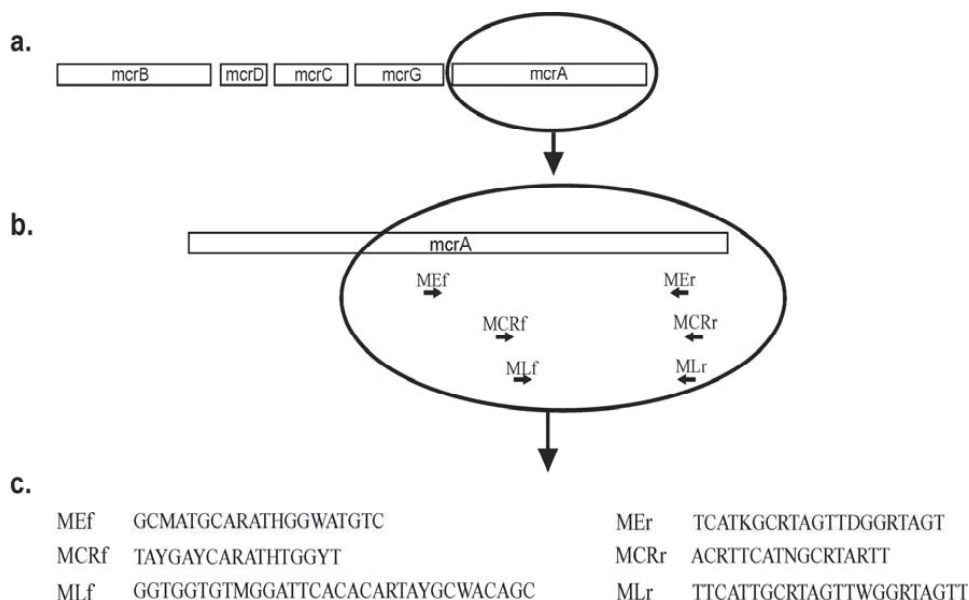 a.
mcrB mcrD mcrC mcrG mcrA
b.
mcrA
MEf MEr
MCRf MCRr
MLf MLr
c.
MEf GCMATGCARATHGGWATGTC MER TCATKGCRTAGTTDGGRTAGT
MCRf TAYGAYCARATHTGGYT MCRr ACRTTCATNGCRTARTT
MLf GGTGGTGTMGGATTCACACARTAYGCWACAGC MLr TTCATTGCRTAGTTWGGRTAGTT